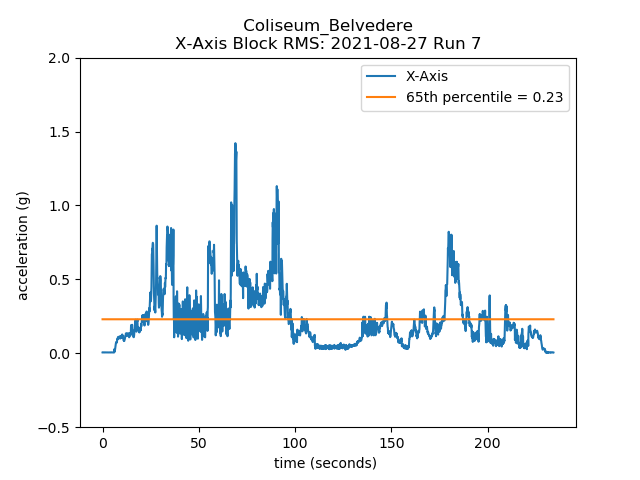 Coliseum_Belvedere
X-Axis Block RMS: 2021-08-27 Run 7
2.0
1.5
1.0
0.5
0.0
−0.5
acceleration (g)
X-Axis
65th percentile = 0.23
0
50
100
150
200
time (seconds)